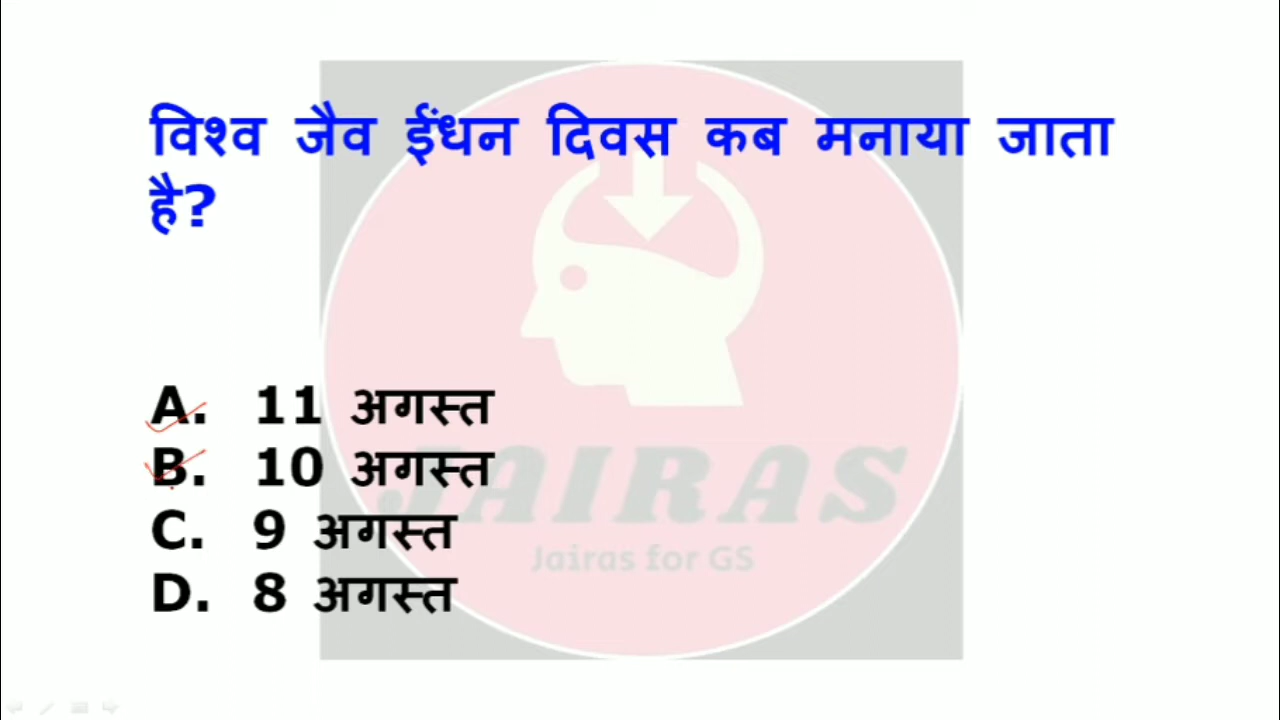 विश्व जैव ईंधन दिवस कब मनाया जाता
है?
A. 11 अगस्त
B. 10 अगस्त
C. 9 अगस्त
D. 8 अगस्त
JAIRAS
Jairas for GS